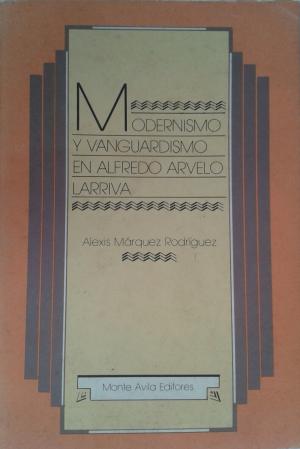 MODERNISMO
Y VANGUARDISMO
EN ALFREDO ARVELO
LARRIVA
Alexis Márquez Rodríguez
Monte Avila Editores